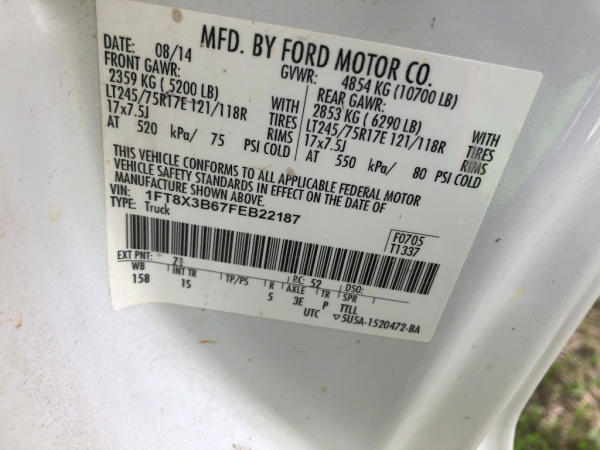 MFD. BY FORD MOTOR CO.
DATE: 08/14 GVWR: 4854 KG (10700 LB)
FRONT GAWR: REAR GAWR:
2359 KG ( 5200 LB) WITH 2853 KG ( 6290 LB) WITH
LT245/75R17E 121/118R TIRES LT245/75R17E 121/118R TIRES
17x7.5J RIMS 17x7.5J RIMS
AT 520 kPa/ 75 PSI COLD AT 550 kPa/ 80 PSI COLD
THIS VEHICLE CONFORMS TO ALL APPLICABLE FEDERAL MOTOR
VEHICLE SAFETY STANDARDS IN EFFECT ON THE DATE OF
MANUFACTURE SHOWN ABOVE.
VIN: 1FT8X3B67FEB22187
TYPE: Truck
F0705
T1337
EXT PNT: Z1 RC: 52 DSO:
WB INT TR TP/PS R AXLE TR SPR
158 1S 5 3E P TTLL
UTC 5U5A-1520472-BA